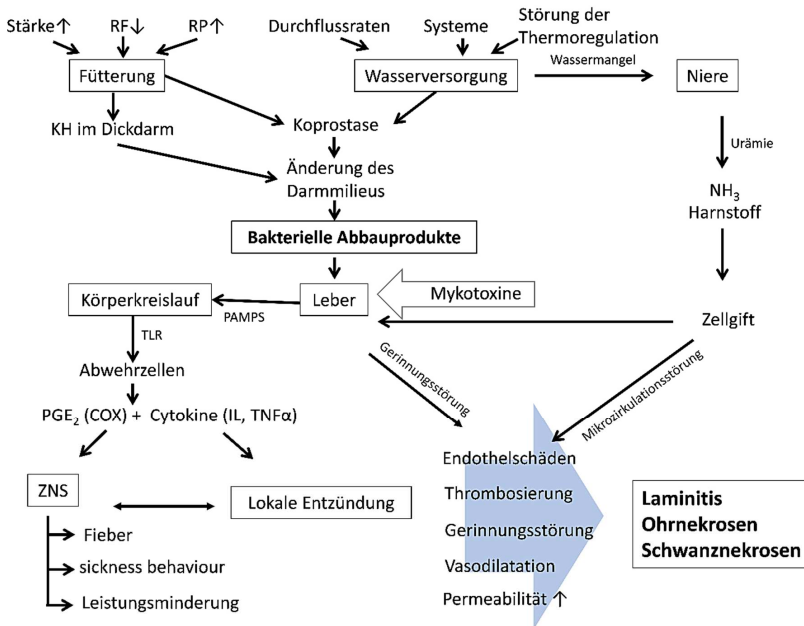 Stärke↑ RF↓ RP↑ Durchflussraten Systeme Störung der
Thermoregulation
Fütterung Wasserversorgung Wassermangel Niere
KH im Dickdarm Koprostase Urämie
Änderung des
Darmmilieus
NH₃
Harnstoff
Bakterielle Abbauprodukte
Körperkreislauf PAMPS Leber Mykotoxine
Zellgift
TLR
Gerinnungsstörung
Mikrozirkulationsstörung
Abwehrzellen
PGE₂ (COX) + Cytokine (IL, TNFα)
ZNS
Lokale Entzündung
Fieber
sickness behaviour
Leistungsminderung
Endothelschäden
Thrombosierung
Gerinnungsstörung
Vasodilatation
Permeabilität ↑
Laminitis
Ohrnekrosen
Schwanznekrosen